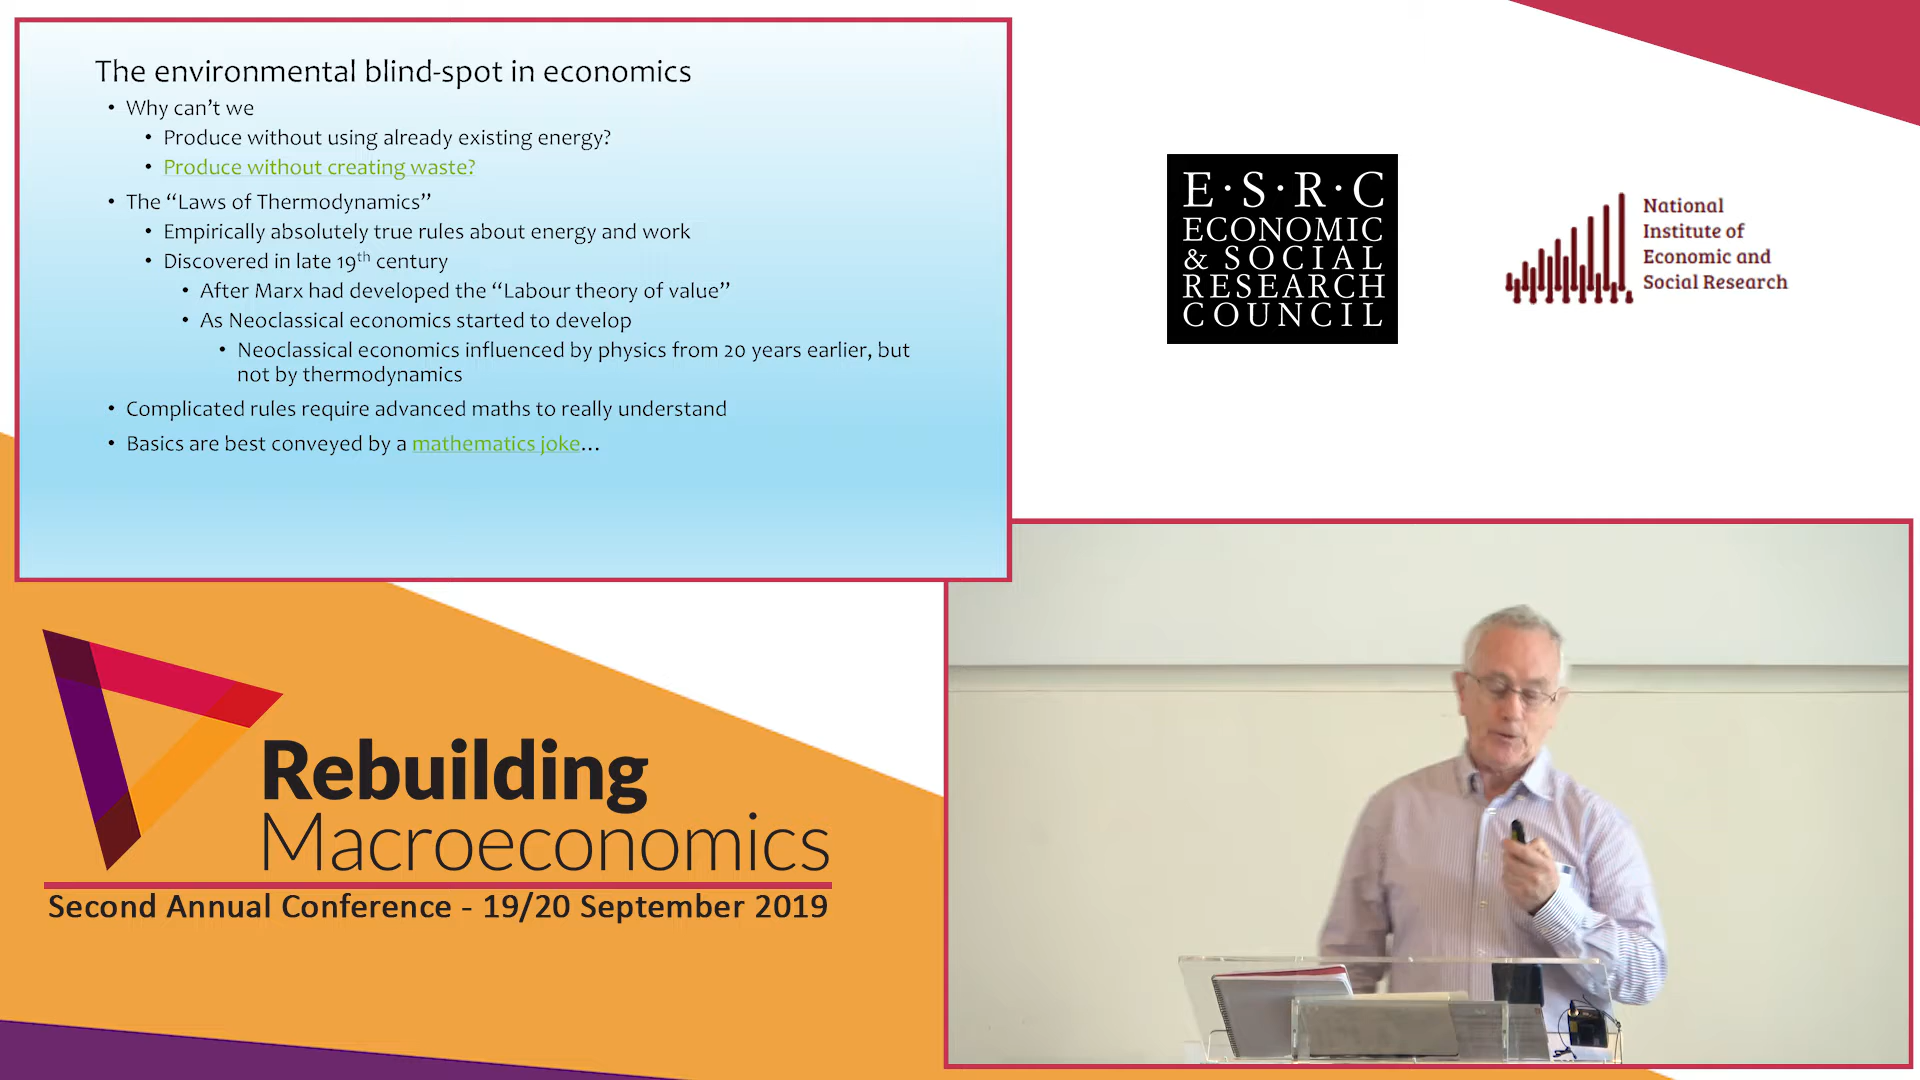 The environmental blind-spot in economics
• Why can’t we
• Produce without using already existing energy?
• Produce without creating waste?
• The “Laws of Thermodynamics”
• Empirically absolutely true rules about energy and work
• Discovered in late 19th century
• After Marx had developed the “Labour theory of value”
• As Neoclassical economics started to develop
• Neoclassical economics influenced by physics from 20 years earlier, but
not by thermodynamics
• Complicated rules require advanced maths to really understand
• Basics are best conveyed by a mathematics joke…
E·S·R·C
ECONOMIC
& SOCIAL
RESEARCH
COUNCIL
National
Institute of
Economic and
Social Research
Rebuilding
Macroeconomics
Second Annual Conference - 19/20 September 2019